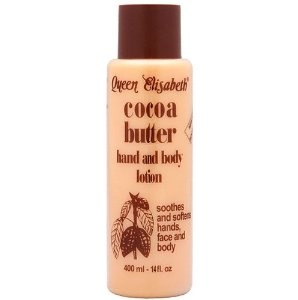 Queen Elisabeth
cocoa
butter
hand and body
lotion
soothes
and softens
hands,
face and
body
400 ml - 14 fl. oz